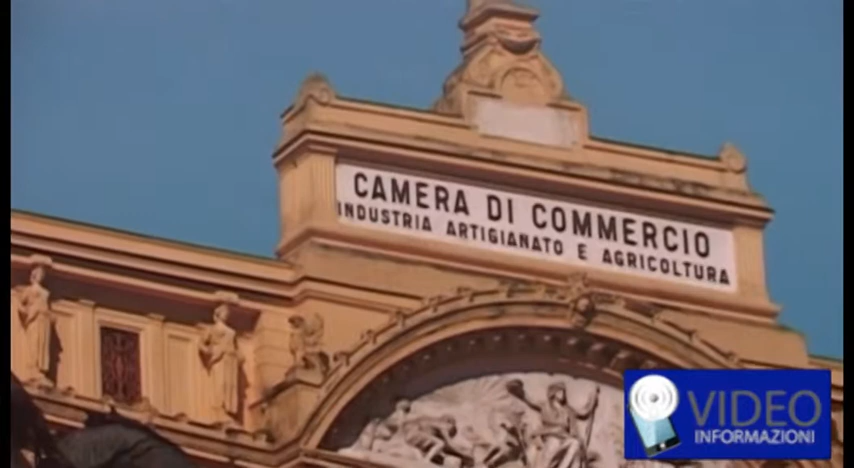 CAMERA DI COMMERCIO
INDUSTRIA ARTIGIANATO E AGRICOLTURA
VIDEO
INFORMAZIONI